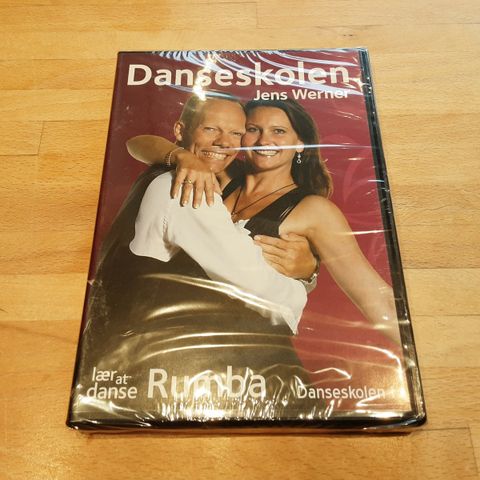 Danseskolen
Jens Werner
lær at danse
Rumba
Danseskolen